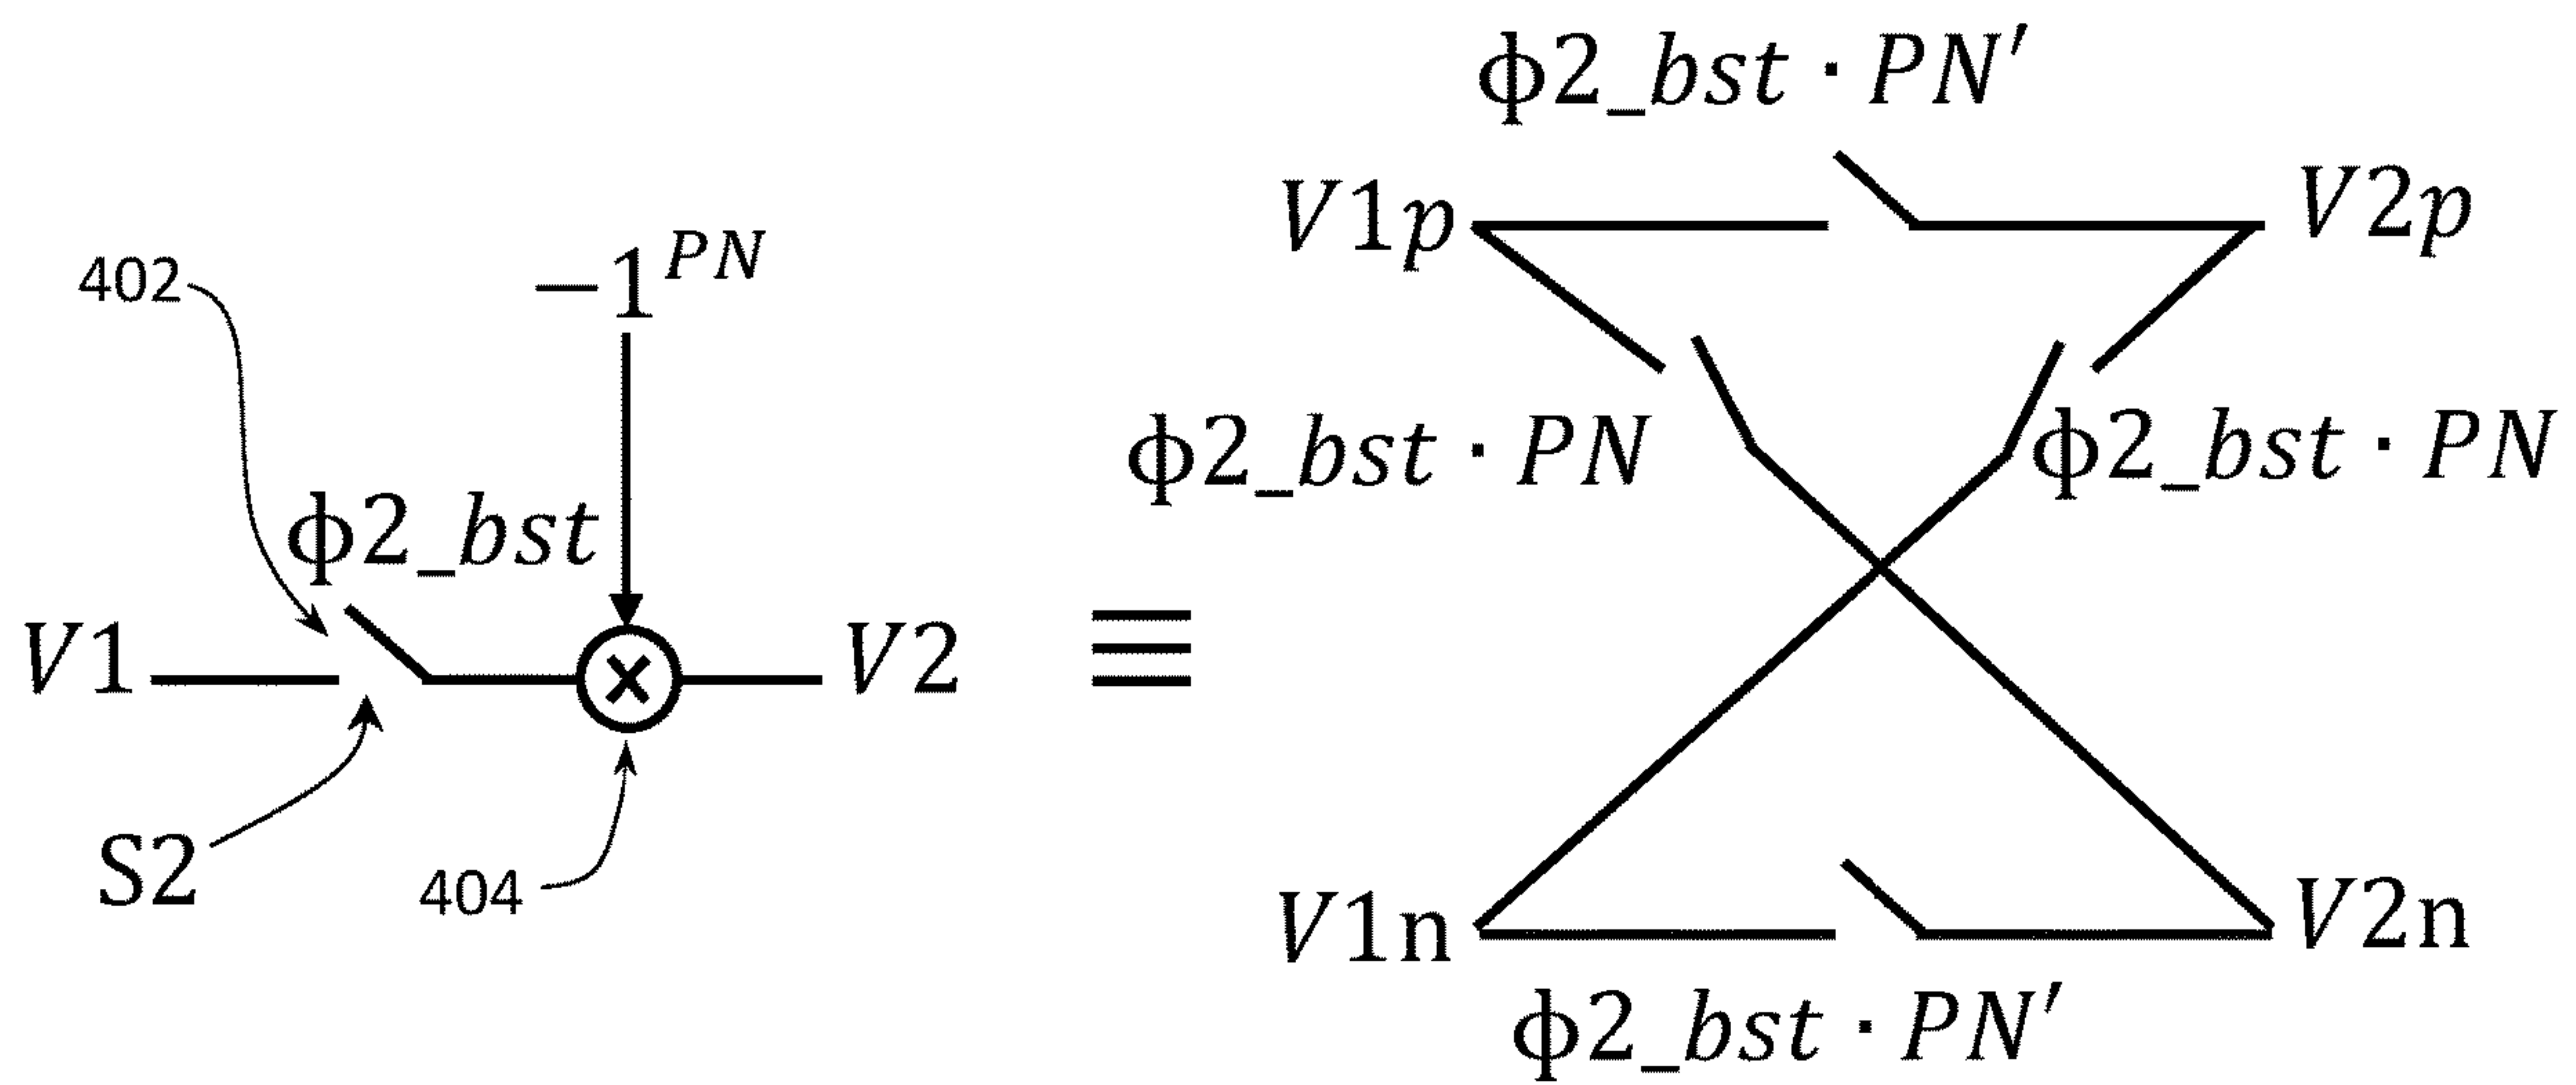 ϕ2_bst · PN′
V1p
V2p
−1^PN
402
ϕ2_bst · PN
ϕ2_bst · PN
ϕ2_bst
V1
V2
≡
S2
404
V1n
V2n
ϕ2_bst · PN′